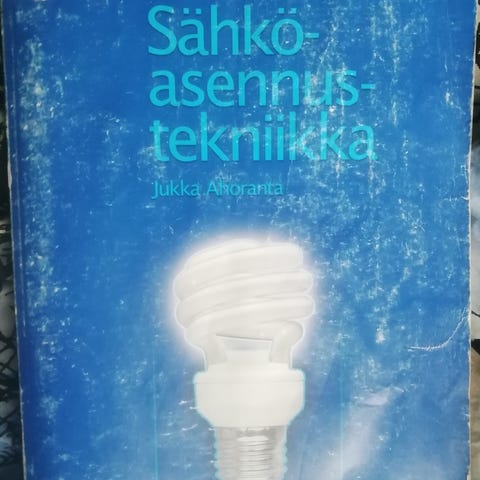 Sähkö-
asennus-
tekniikka
Jukka Ahoranta